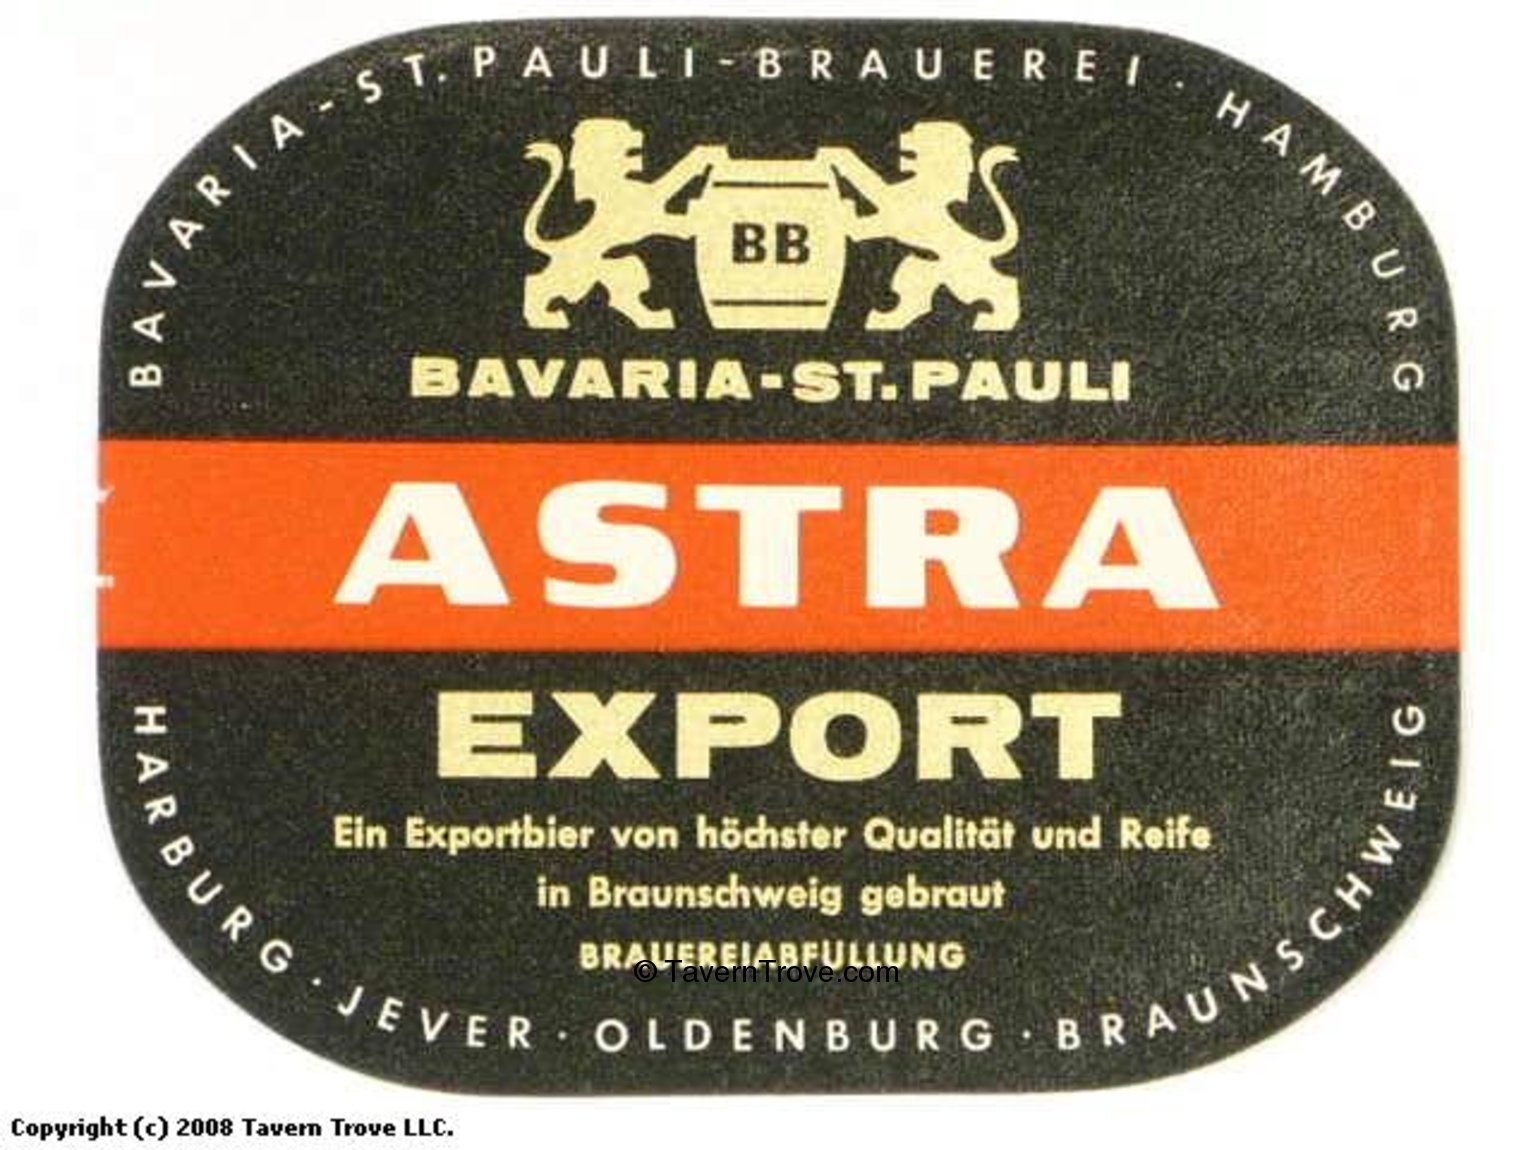 BAVARIA-ST. PAULI-BRAUEREI · HAMBURG
BB
BAVARIA-ST. PAULI
ASTRA
EXPORT
Ein Exportbier von höchster Qualität und Reife
in Braunschweig gebraut
BRAUEREIABFÜLLUNG
© TavernTrove.com
HARBURG · JEVER · OLDENBURG · BRAUNSCHWEIG
Copyright (c) 2008 Tavern Trove LLC.